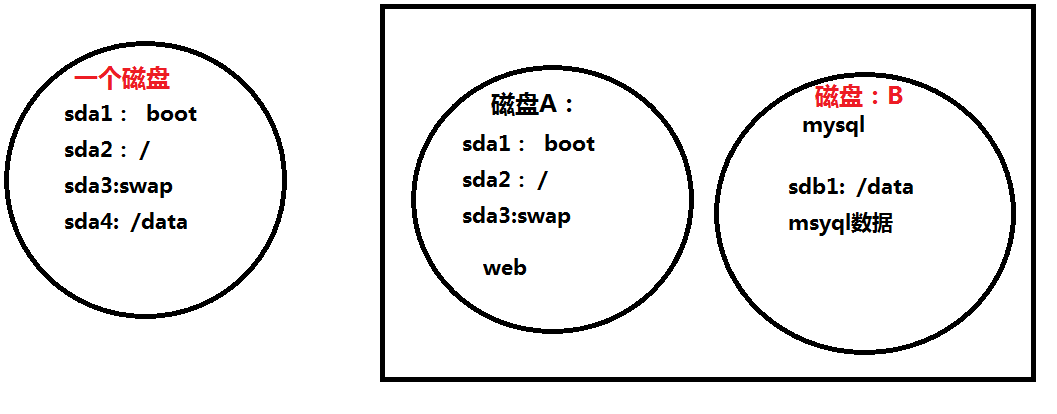 一个磁盘
sda1： boot
sda2：/
sda3:swap
sda4: /data
磁盘A：
sda1： boot
sda2：/
sda3:swap
web
磁盘：B
mysql
sdb1: /data
msyql数据